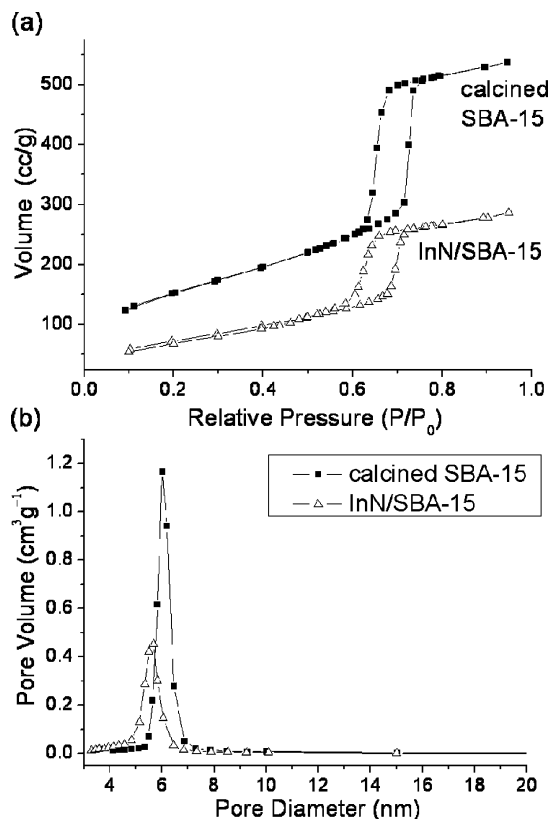 (a)
500
400
300
200
100
Volume (cc/g)
calcined
SBA-15
InN/SBA-15
0.0 0.2 0.4 0.6 0.8 1.0
Relative Pressure (P/P₀)
(b)
1.2
1.0
0.8
0.6
0.4
0.2
0.0
Pore Volume (cm³g⁻¹)
calcined SBA-15
InN/SBA-15
4 6 8 10 12 14 16 18 20
Pore Diameter (nm)